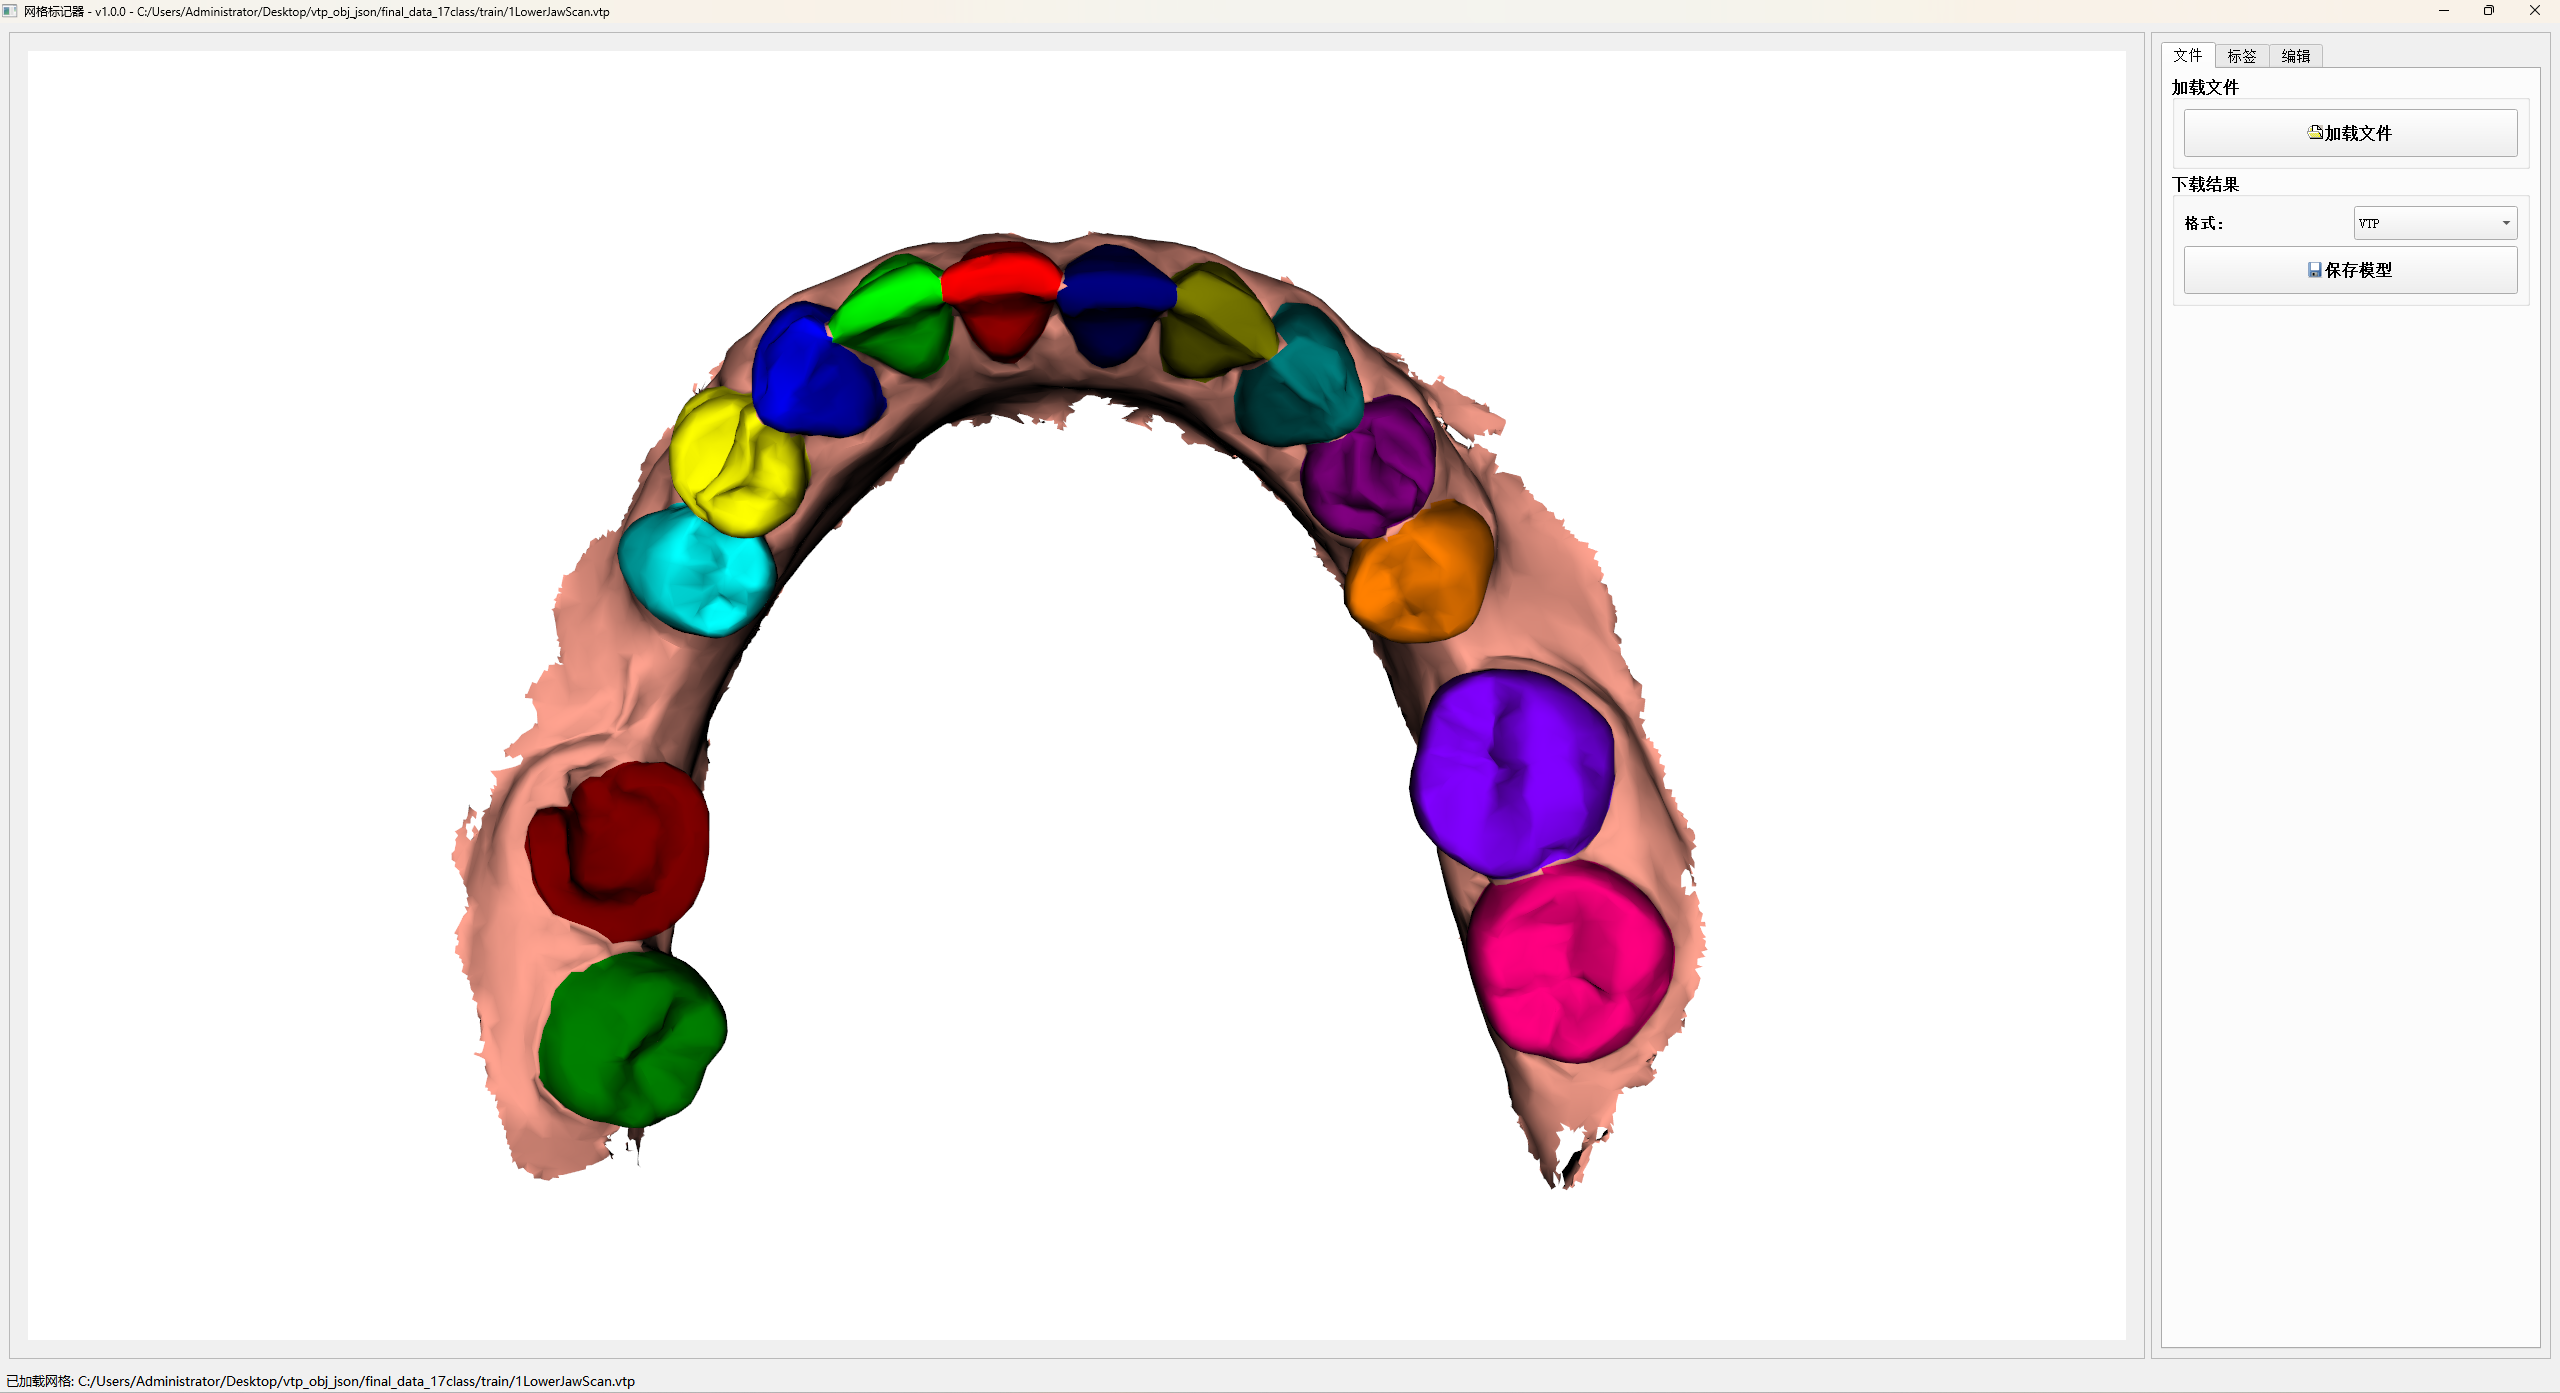 网格标记器 - v1.0.0 - C:/Users/Administrator/Desktop/vtp_obj_json/final_data_17class/train/1LowerJawScan.vtp
文件 标签 编辑
加载文件
加载文件
下载结果
格式: VTP
保存模型
已加载网格: C:/Users/Administrator/Desktop/vtp_obj_json/final_data_17class/train/1LowerJawScan.vtp